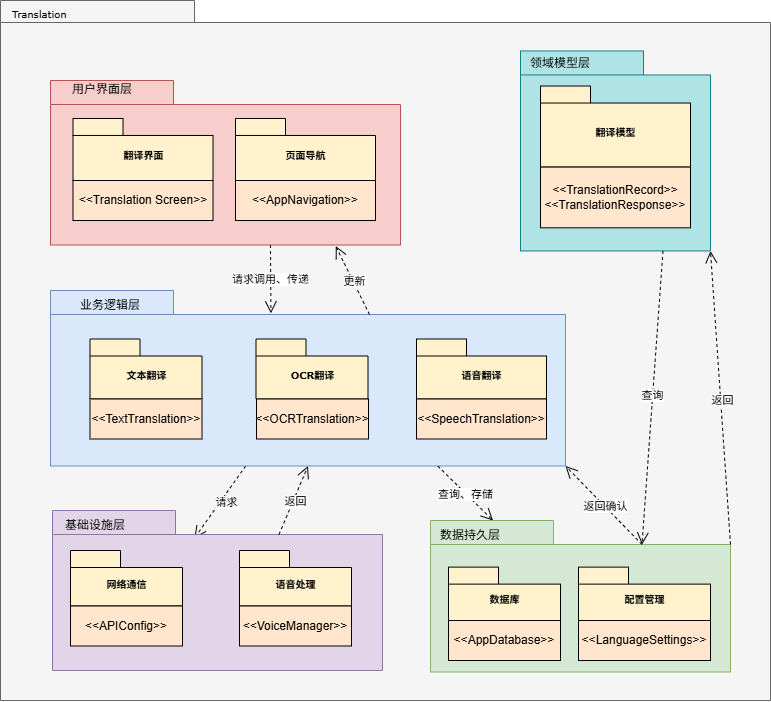 Translation
用户界面层
翻译界面
<<Translation Screen>>
页面导航
<<AppNavigation>>
领域模型层
翻译模型
<<TranslationRecord>>
<<TranslationResponse>>
请求调用、传递
更新
业务逻辑层
文本翻译
<<TextTranslation>>
OCR翻译
<<OCRTranslation>>
语音翻译
<<SpeechTranslation>>
查询
返回
请求
返回
查询、存储
返回确认
基础设施层
网络通信
<<APIConfig>>
语音处理
<<VoiceManager>>
数据持久层
数据库
<<AppDatabase>>
配置管理
<<LanguageSettings>>